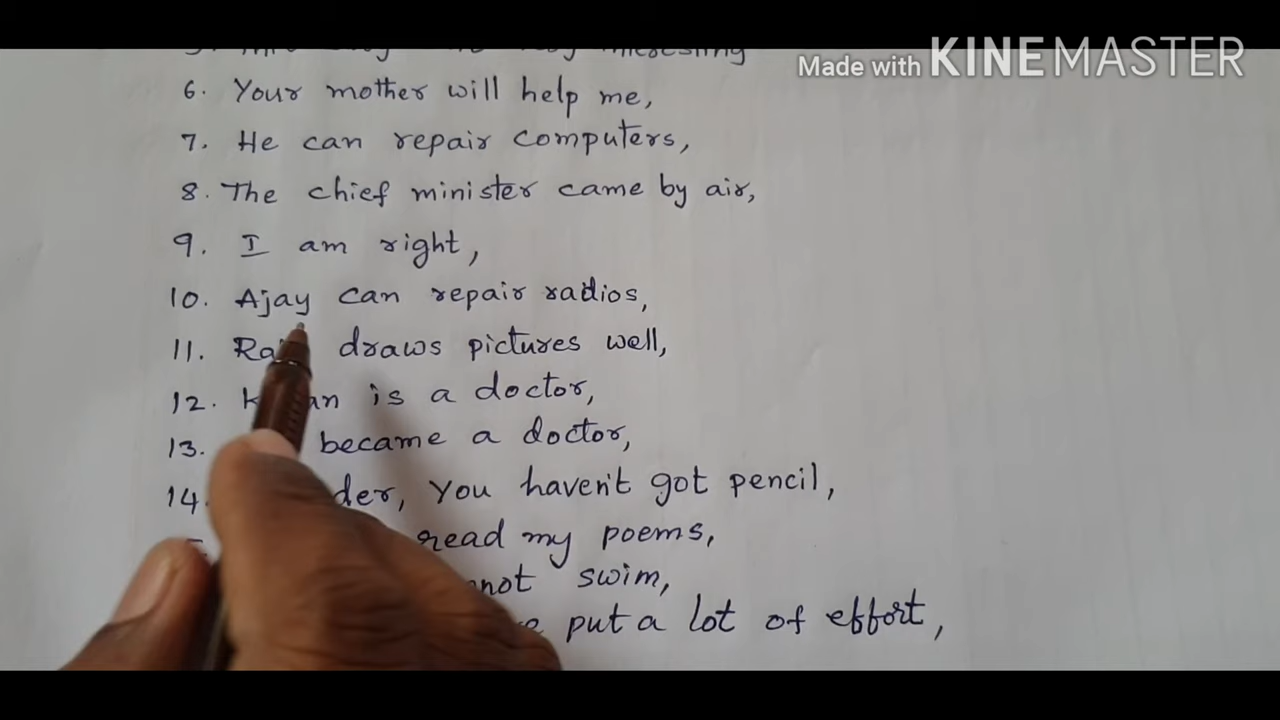 Made with KINEMASTER
6. Your mother will help me,
7. He can repair computers,
8. The chief minister came by air,
9. I am right,
10. Ajay can repair radios,
11. draws pictures well,
12. is a doctor,
13. became a doctor,
14. You haven't got pencil,
read my poems,
swim,
put a lot of effort,